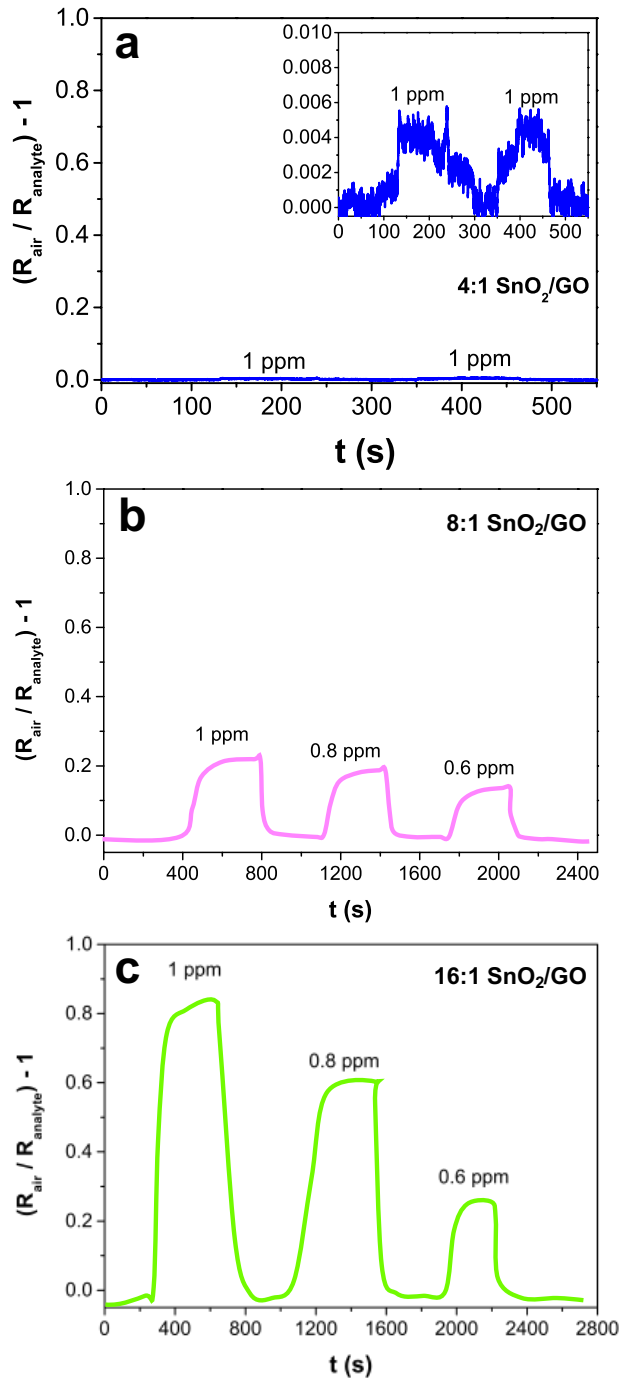 a
1.0
0.8
0.6
0.4
0.2
0.0
(R_air / R_analyte) - 1
0.010
0.008
0.006
0.004
0.002
0.000
1 ppm 1 ppm
0 100 200 300 400 500
4:1 SnO₂/GO
1 ppm 1 ppm
0 100 200 300 400 500
t (s)
b
8:1 SnO₂/GO
1.0
0.8
0.6
0.4
0.2
0.0
(R_air / R_analyte) - 1
1 ppm
0.8 ppm
0.6 ppm
0 400 800 1200 1600 2000 2400
t (s)
c
16:1 SnO₂/GO
1.0
0.8
0.6
0.4
0.2
0.0
(R_air / R_analyte) - 1
1 ppm
0.8 ppm
0.6 ppm
0 400 800 1200 1600 2000 2400 2800
t (s)